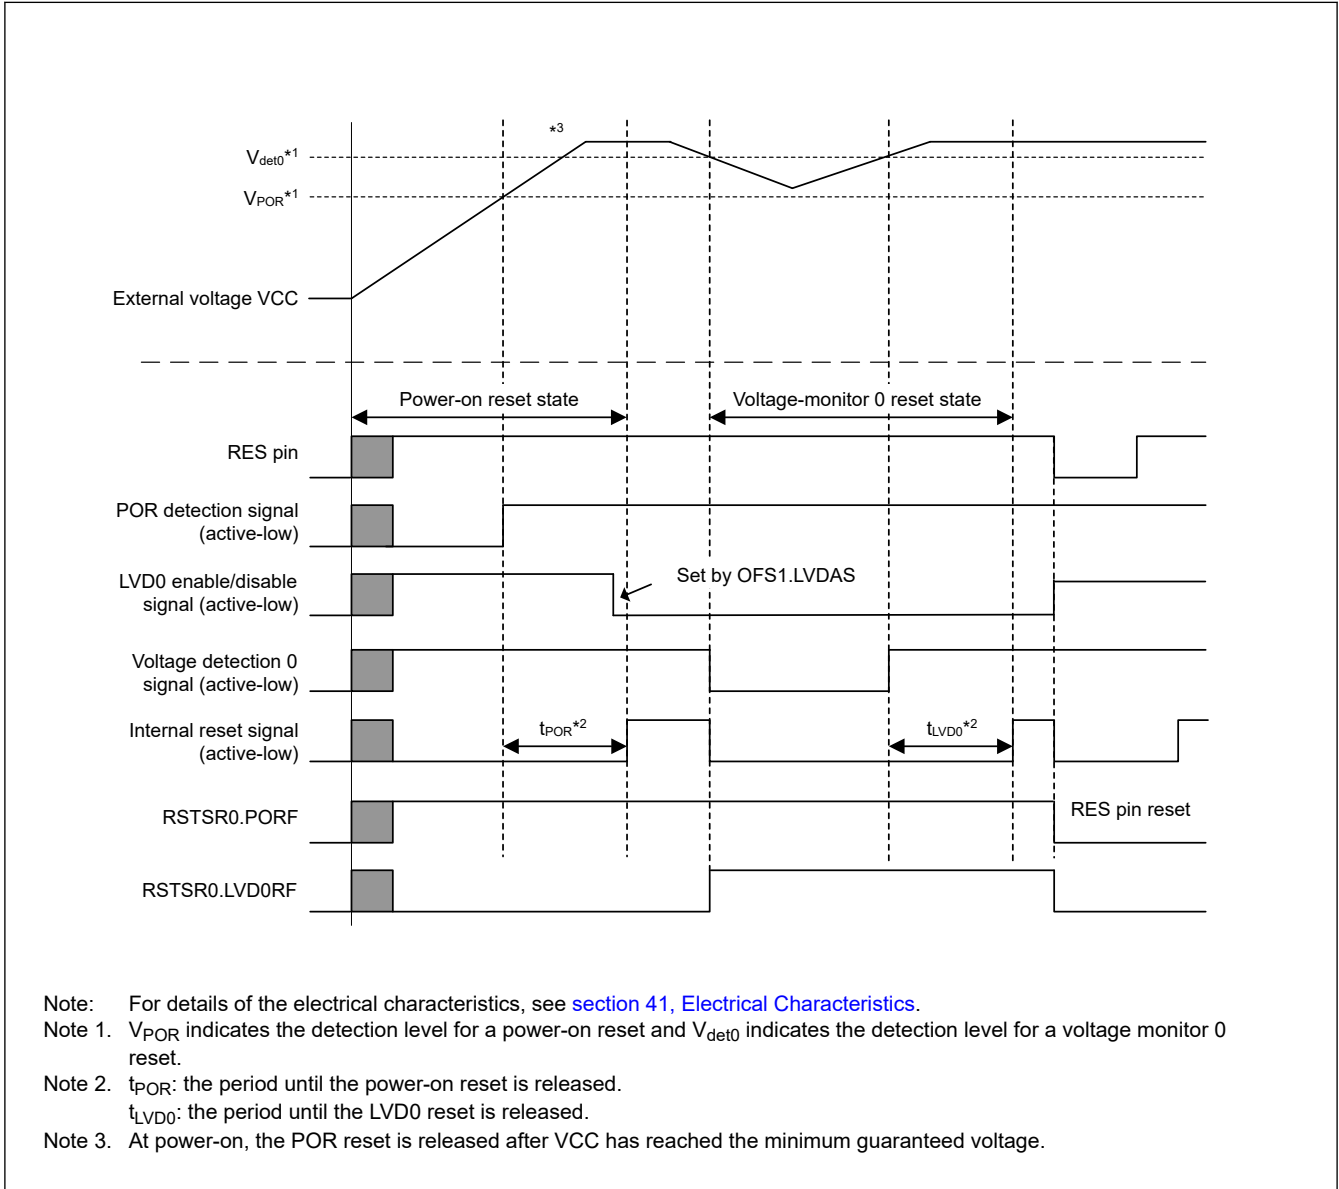 *3
Vdet0*1
VPOR*1
External voltage VCC
Power-on reset state
Voltage-monitor 0 reset state
RES pin
POR detection signal
(active-low)
LVD0 enable/disable
signal (active-low)
Set by OFS1.LVDAS
Voltage detection 0
signal (active-low)
Internal reset signal
(active-low)
tPOR*2
tLVD0*2
RSTSR0.PORF
RES pin reset
RSTSR0.LVD0RF
Note: For details of the electrical characteristics, see section 41, Electrical Characteristics.
Note 1. VPOR indicates the detection level for a power-on reset and Vdet0 indicates the detection level for a voltage monitor 0
reset.
Note 2. tPOR: the period until the power-on reset is released.
tLVD0: the period until the LVD0 reset is released.
Note 3. At power-on, the POR reset is released after VCC has reached the minimum guaranteed voltage.